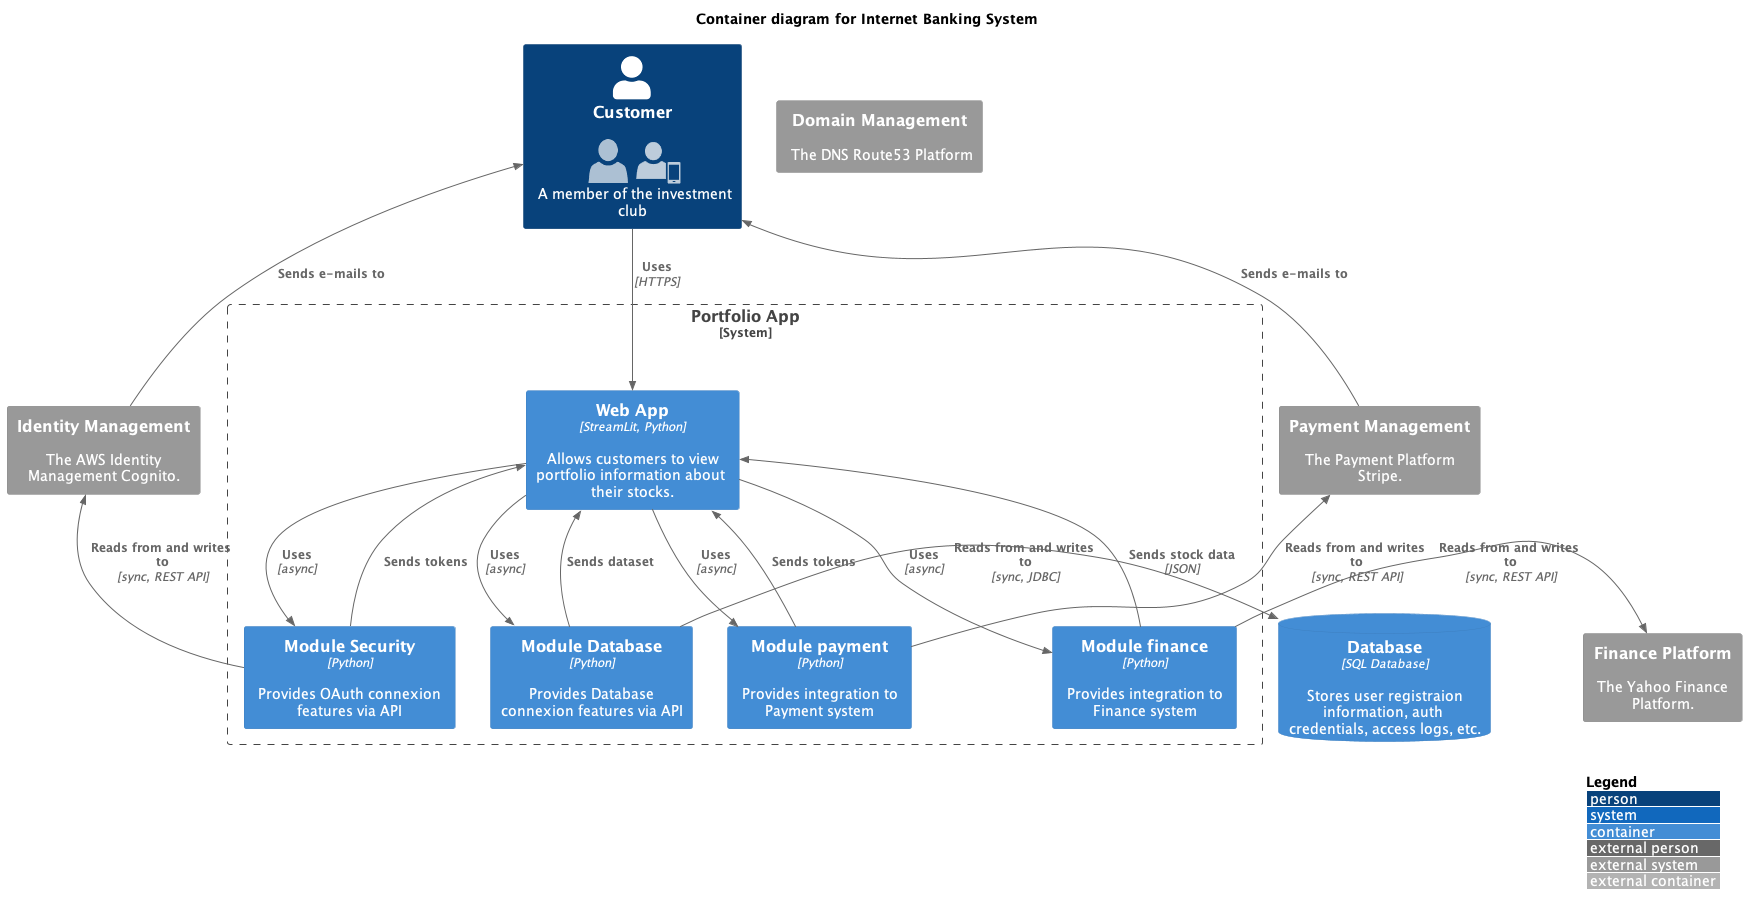 Container diagram for Internet Banking System
Customer
A member of the investment
club
Domain Management
The DNS Route53 Platform
Sends e-mails to
Uses
[HTTPS]
Sends e-mails to
Portfolio App
[System]
Identity Management
The AWS Identity
Management Cognito.
Web App
[StreamLit, Python]
Allows customers to view
portfolio information about
their stocks.
Payment Management
The Payment Platform
Stripe.
Reads from and writes
to
[sync, REST API]
Uses
[async]
Sends tokens
Uses
[async]
Sends dataset
Uses
[async]
Sends tokens
Uses
[async]
Reads from and writes
to
[sync, JDBC]
Sends stock data
[JSON]
Reads from and writes
to
[sync, REST API]
Reads from and writes
to
[sync, REST API]
Module Security
[Python]
Provides OAuth connexion
features via API
Module Database
[Python]
Provides Database
connexion features via API
Module payment
[Python]
Provides integration to
Payment system
Module finance
[Python]
Provides integration to
Finance system
Database
[SQL Database]
Stores user registraion
information, auth
credentials, access logs, etc.
Finance Platform
The Yahoo Finance
Platform.
Legend
person
system
container
external person
external system
external container